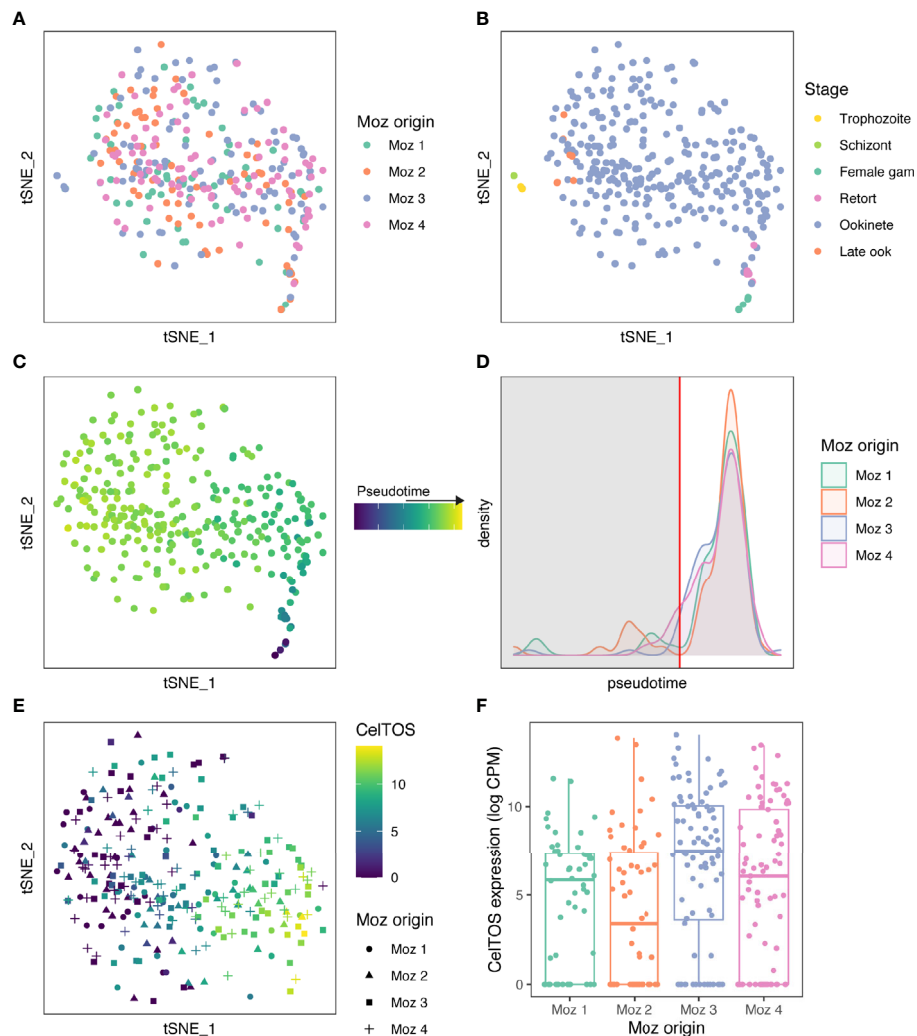 A
tSNE_2
tSNE_1
Moz origin
Moz 1
Moz 2
Moz 3
Moz 4
B
tSNE_2
tSNE_1
Stage
Trophozoite
Schizont
Female gam
Retort
Ookinete
Late ook
C
tSNE_2
tSNE_1
Pseudotime
D
density
pseudotime
Moz origin
Moz 1
Moz 2
Moz 3
Moz 4
E
tSNE_2
tSNE_1
CelTOS
10
5
0
Moz origin
Moz 1
Moz 2
Moz 3
Moz 4
F
CelTOS expression (log CPM)
10
5
0
Moz 1
Moz 2
Moz 3
Moz 4
Moz origin